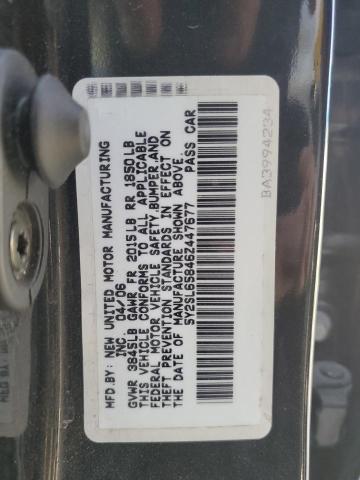 MFD.BY: NEW UNITED MOTOR MANUFACTURING
INC. 04/06
GVWR 3845LB GAWR FR 2015LB RR 1850LB
THIS VEHICLE CONFORMS TO ALL APPLICABLE
FEDERAL MOTOR VEHICLE SAFETY,BUMPER,AND
THEFT PREVENTION STANDARDS IN EFFECT ON
THE DATE OF MANUFACTURE SHOWN ABOVE.
5Y2SL65846Z447677 PASS CAR
BA3994234